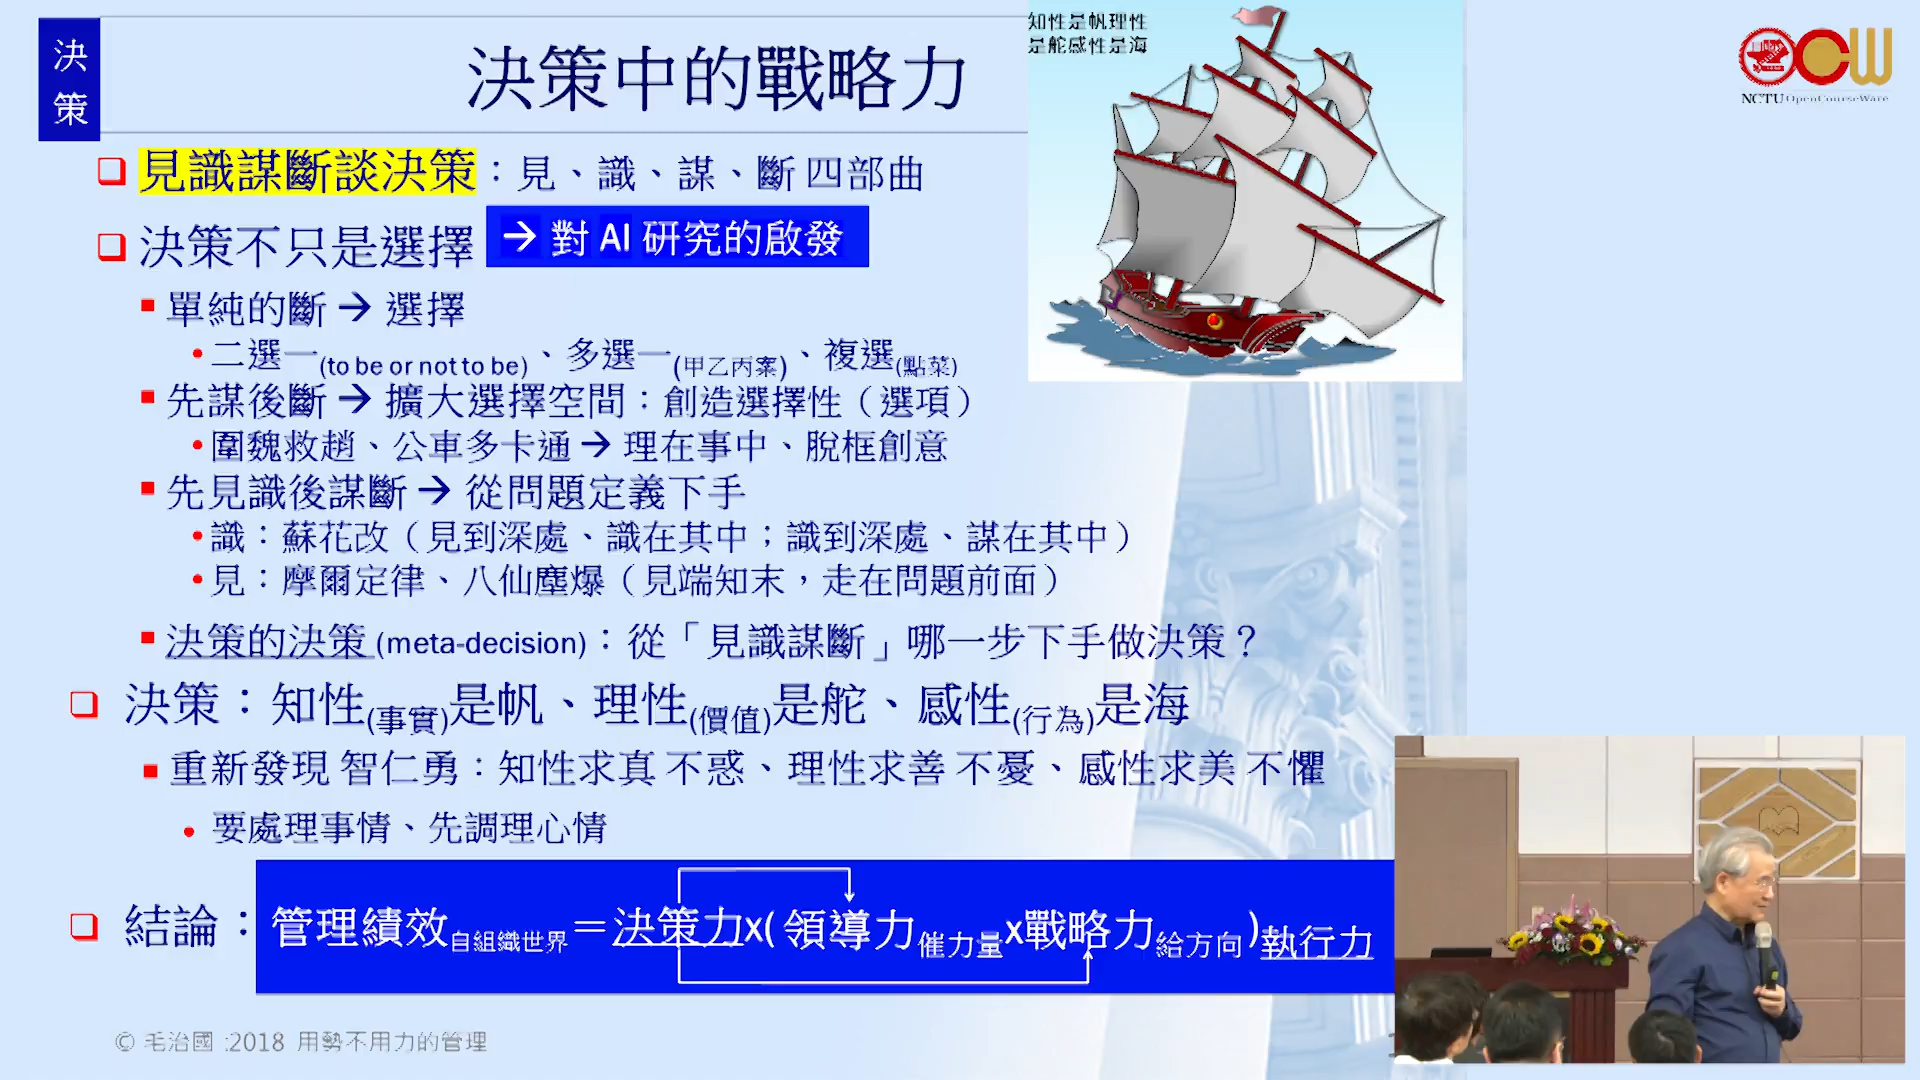 決策
決策中的戰略力
知性是帆理性
是舵感性是海
OCW
NCTU OpenCourseWare
見識謀斷談決策：見、識、謀、斷 四部曲
決策不只是選擇 → 對 AI 研究的啟發
單純的斷 → 選擇
二選一(to be or not to be)、多選一(甲乙丙案)、複選(點菜)
先謀後斷 → 擴大選擇空間：創造選擇性（選項）
圍魏救趙、公車多卡通 → 理在事中、脫框創意
先見識後謀斷 → 從問題定義下手
識：蘇花改（見到深處、識在其中；識到深處、謀在其中）
見：摩爾定律、八仙塵爆（見端知末，走在問題前面）
決策的決策 (meta-decision)：從「見識謀斷」哪一步下手做決策？
決策：知性(事實)是帆、理性(價值)是舵、感性(行為)是海
重新發現 智仁勇：知性求真 不惑、理性求善 不憂、感性求美 不懼
要處理事情、先調理心情
結論：管理績效自組織世界＝決策力x( 領導力催力量x戰略力給方向 )執行力
© 毛治國 :2018 用勢不用力的管理